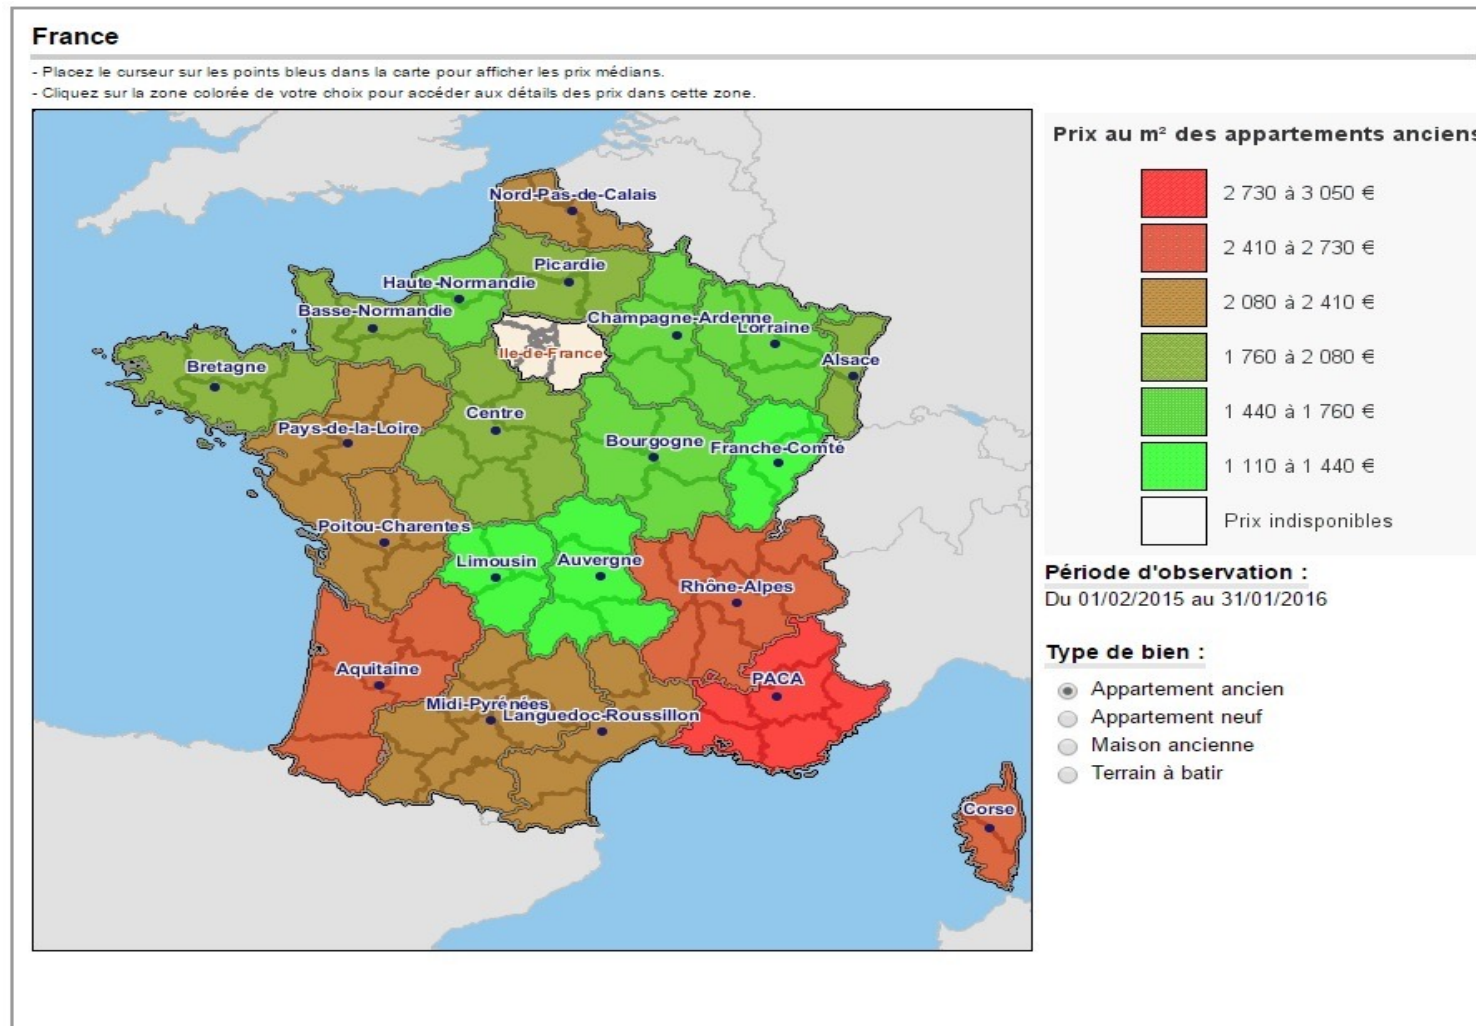 France
- Placez le curseur sur les points bleus dans la carte pour afficher les prix médians.
- Cliquez sur la zone colorée de votre choix pour accéder aux détails des prix dans cette zone.
Nord-Pas-de-Calais
Picardie
Haute-Normandie
Basse-Normandie
Champagne-Ardenne
Lorraine
Ile-de-France
Alsace
Bretagne
Centre
Pays-de-la-Loire
Bourgogne
Franche-Comté
Poitou-Charentes
Limousin
Auvergne
Rhône-Alpes
Aquitaine
PACA
Midi-Pyrénées
Languedoc-Roussillon
Corse
Prix au m² des appartements anciens
2 730 à 3 050 €
2 410 à 2 730 €
2 080 à 2 410 €
1 760 à 2 080 €
1 440 à 1 760 €
1 110 à 1 440 €
Prix indisponibles
Période d'observation :
Du 01/02/2015 au 31/01/2016
Type de bien :
Appartement ancien
Appartement neuf
Maison ancienne
Terrain à batir